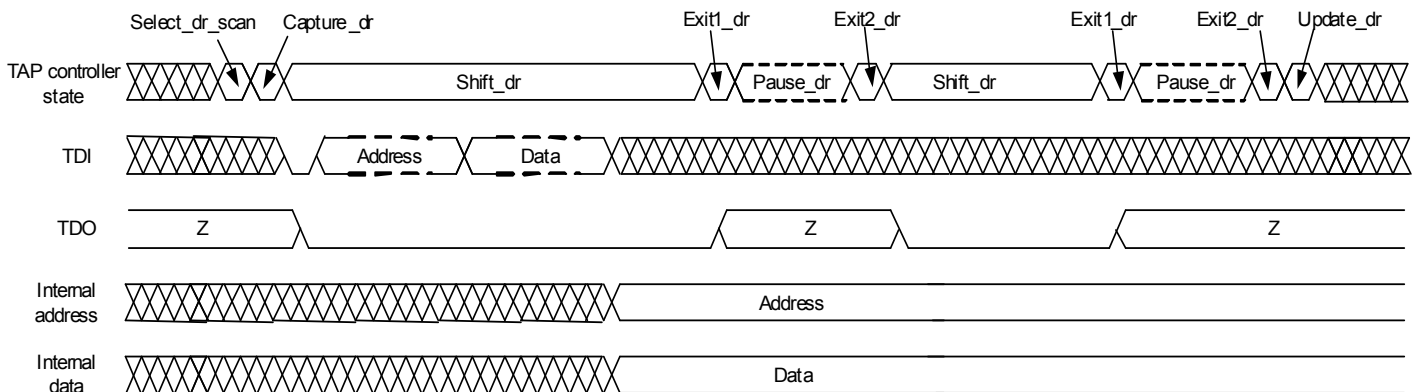 Select_dr_scan Capture_dr Exit1_dr Exit2_dr Exit1_dr Exit2_dr Update_dr
TAP controller
state
Shift_dr Pause_dr Shift_dr Pause_dr
TDI Address Data
TDO Z Z Z
Internal
address
Address
Internal
data
Data